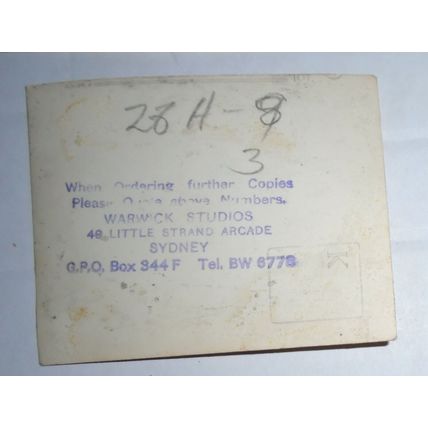 28 H-9
3
When Ordering further Copies
Please Quote above Numbers.
WARWICK STUDIOS
49 LITTLE STRAND ARCADE
SYDNEY
G.P.O. Box 344 F Tel. BW 6778
K